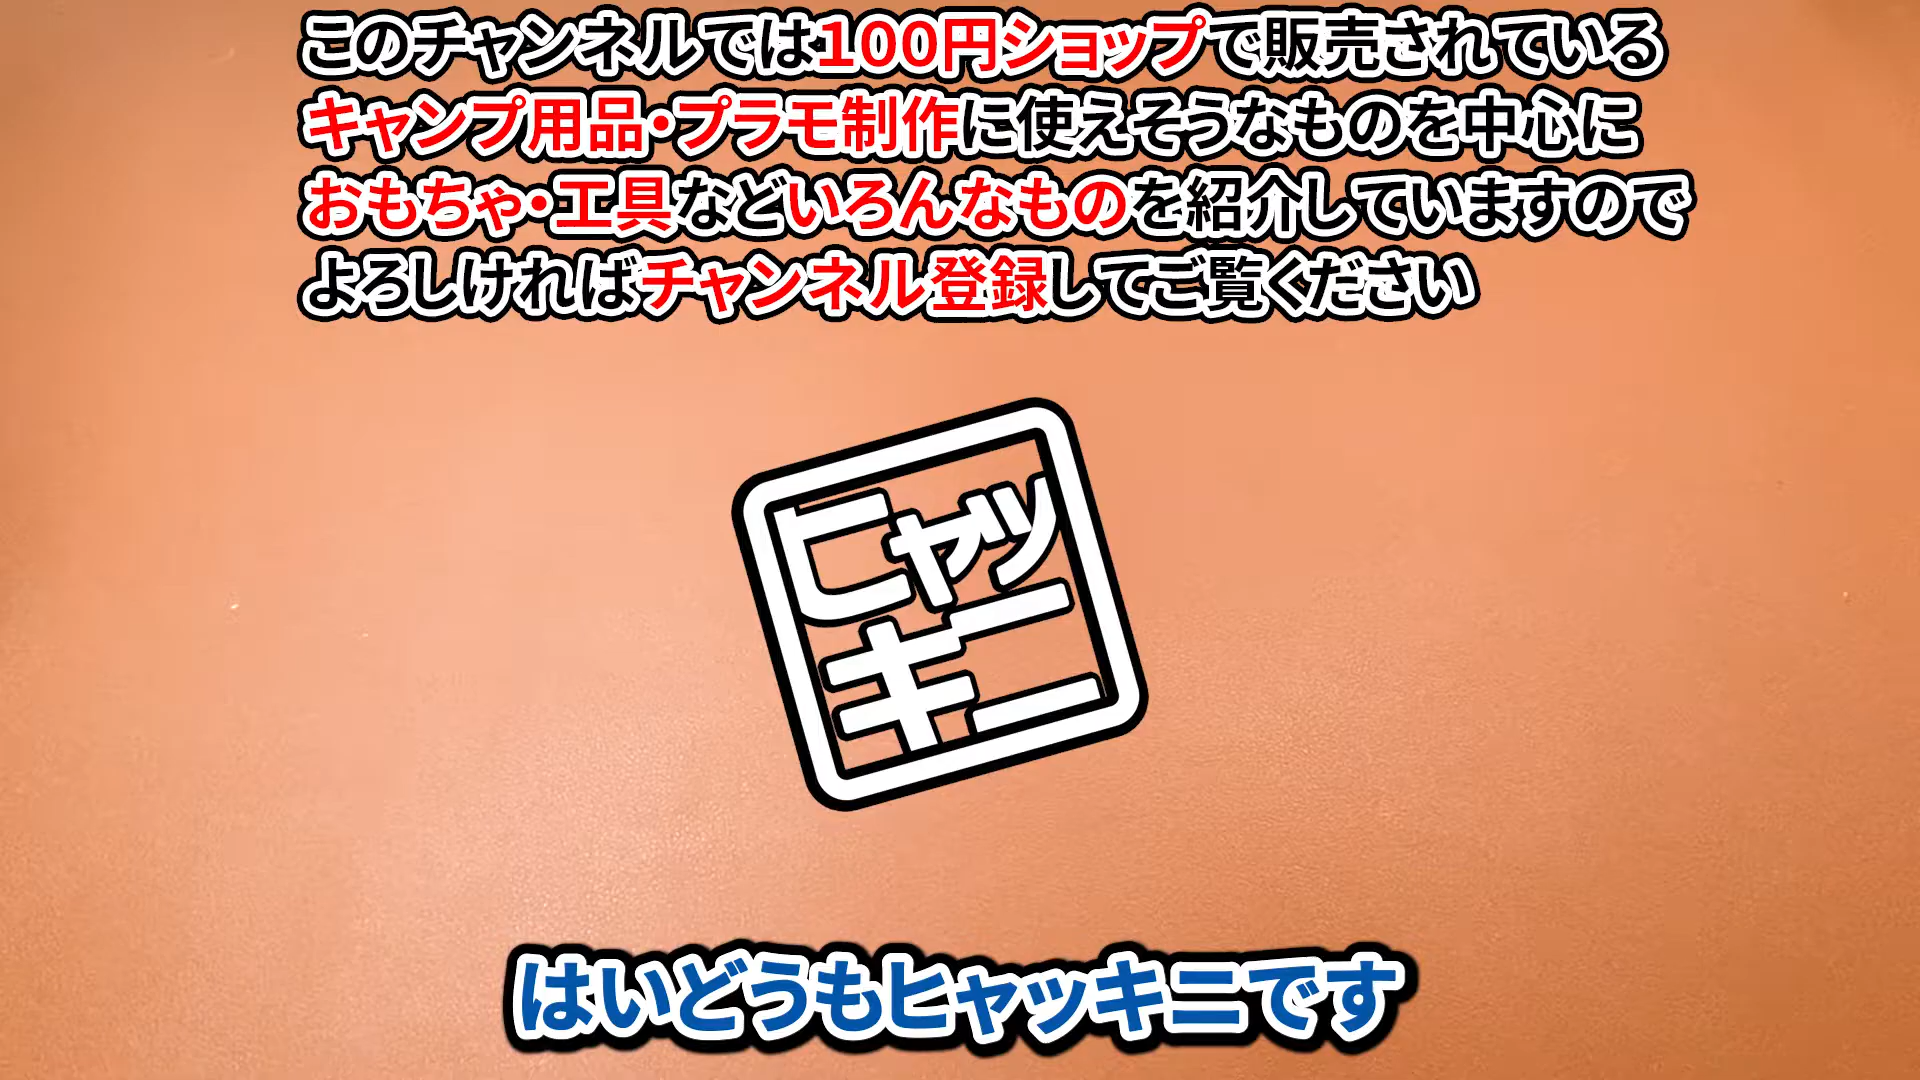 このチャンネルでは100円ショップで販売されている
キャンプ用品・プラモ制作に使えそうなものを中心に
おもちゃ・工具などいろんなものを紹介していますので
よろしければチャンネル登録してご覧ください
ヒャッ
キニ
はいどうもヒャッキニです